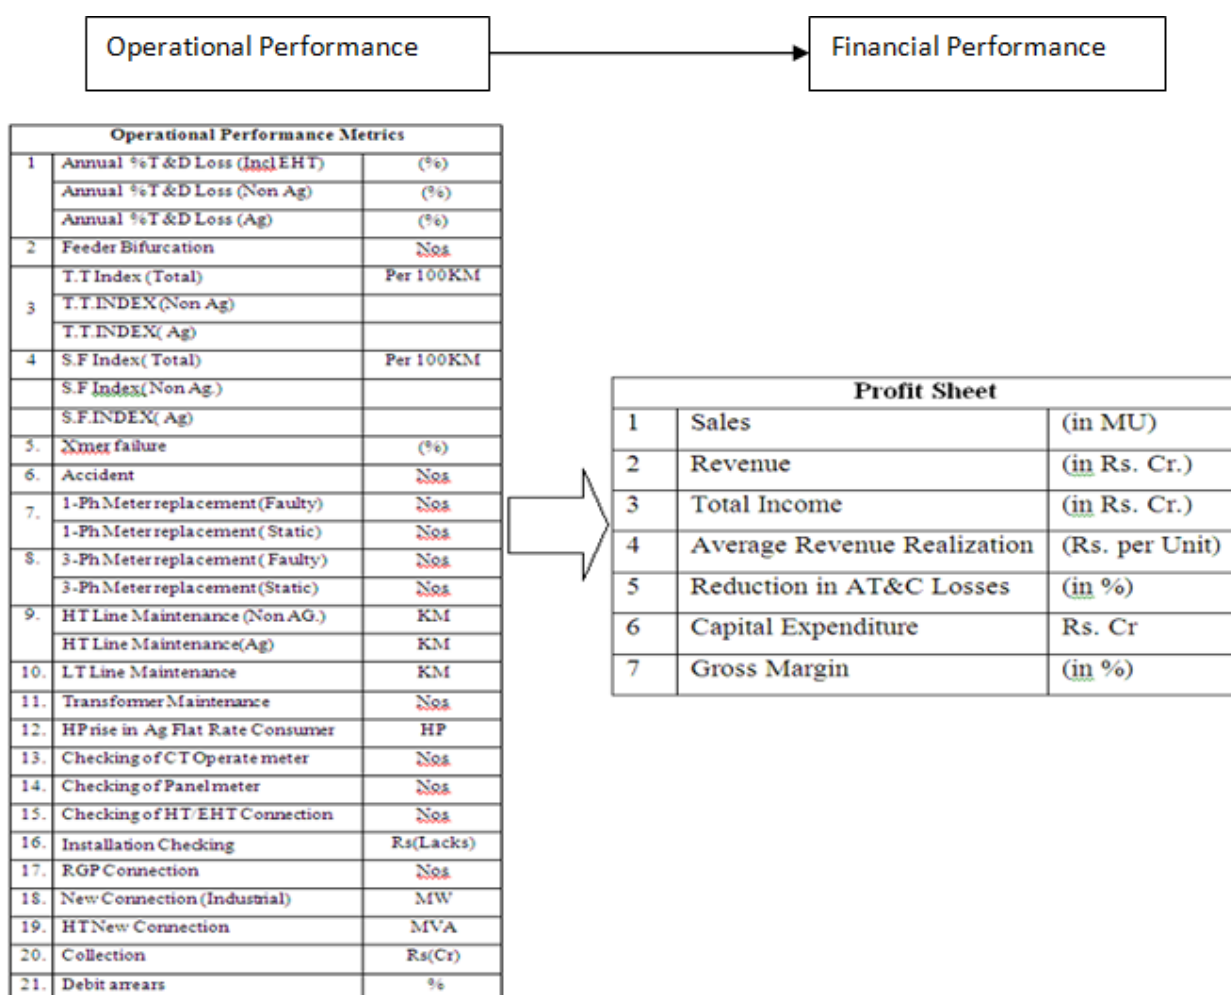 Operational Performance
Financial Performance
Operational Performance Metrics
1 Annual %T&D Loss (Incl EHT) (%)
Annual %T&D Loss (Non Ag) (%)
Annual %T&D Loss (Ag) (%)
2 Feeder Bifurcation Nos
3 T.T Index (Total) Per 100KM
T.T.INDEX (Non Ag)
T.T.INDEX( Ag)
4 S.F Index( Total) Per 100KM
S.F Index( Non Ag.)
S.F.INDEX( Ag)
5. Xmer failure (%)
6. Accident Nos
7. 1-Ph Meter replacement (Faulty) Nos
1-Ph Meter replacement ( Static) Nos
8. 3-Ph Meter replacement ( Faulty) Nos
3-Ph Meter replacement (Static) Nos
9. HT Line Maintenance (Non AG.) KM
HT Line Maintenance(Ag) KM
10. LT Line Maintenance KM
11. Transformer Maintenance Nos
12. HP rise in Ag Flat Rate Consumer HP
13. Checking of CT Operate meter Nos
14. Checking of Panel meter Nos
15. Checking of HT/EHT Connection Nos
16. Installation Checking Rs(Lacks)
17. RGP Connection Nos
18. New Connection (Industrial) MW
19. HT New Connection MVA
20. Collection Rs(Cr)
21. Debit arrears %
Profit Sheet
1 Sales (in MU)
2 Revenue (in Rs. Cr.)
3 Total Income (in Rs. Cr.)
4 Average Revenue Realization (Rs. per Unit)
5 Reduction in AT&C Losses (in %)
6 Capital Expenditure Rs. Cr
7 Gross Margin (in %)